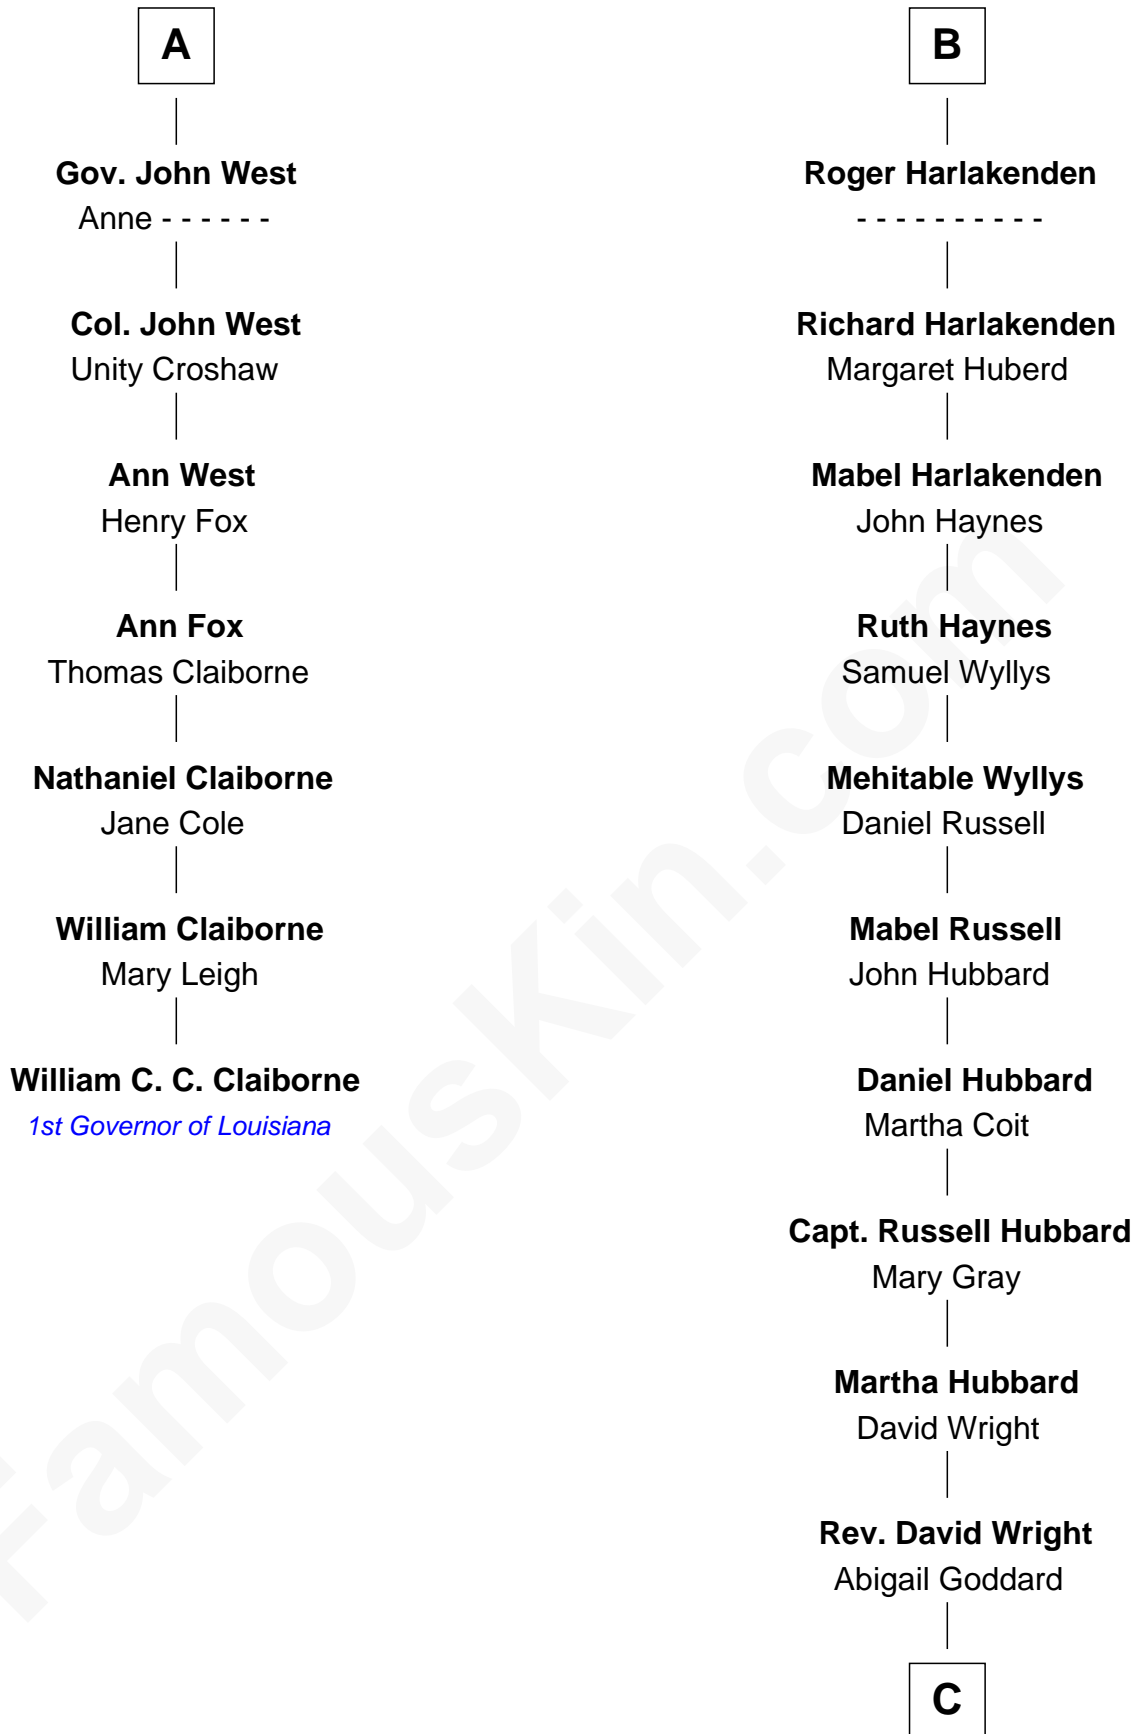 A
Gov. John West
Anne - - - - - -
Col. John West
Unity Croshaw
Ann West
Henry Fox
Ann Fox
Thomas Claiborne
Nathaniel Claiborne
Jane Cole
William Claiborne
Mary Leigh
William C. C. Claiborne
1st Governor of Louisiana
B
Roger Harlakenden
- - - - - - - - - -
Richard Harlakenden
Margaret Huberd
Mabel Harlakenden
John Haynes
Ruth Haynes
Samuel Wyllys
Mehitable Wyllys
Daniel Russell
Mabel Russell
John Hubbard
Daniel Hubbard
Martha Coit
Capt. Russell Hubbard
Mary Gray
Martha Hubbard
David Wright
Rev. David Wright
Abigail Goddard
C
FamousKin.com